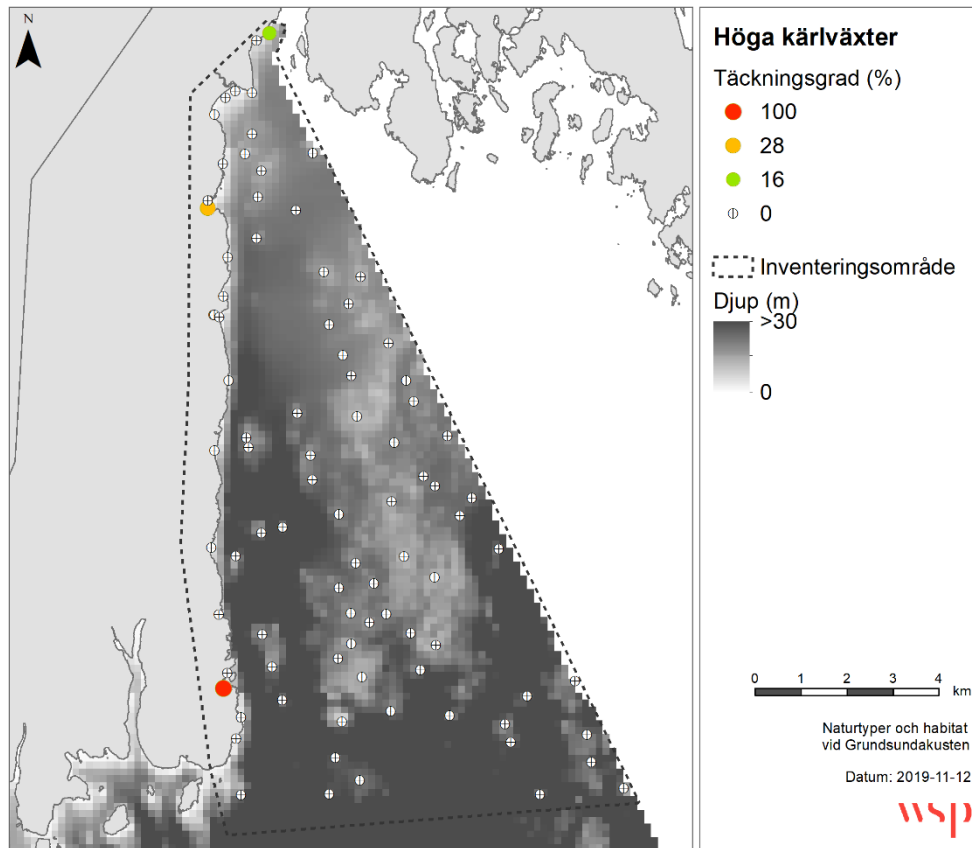 N
Höga kärlväxter
Täckningsgrad (%)
100
28
16
0
Inventeringsområde
Djup (m)
>30
0
0 1 2 3 4
km
Naturtyper och habitat
vid Grundsundakusten
Datum: 2019-11-12
wsp